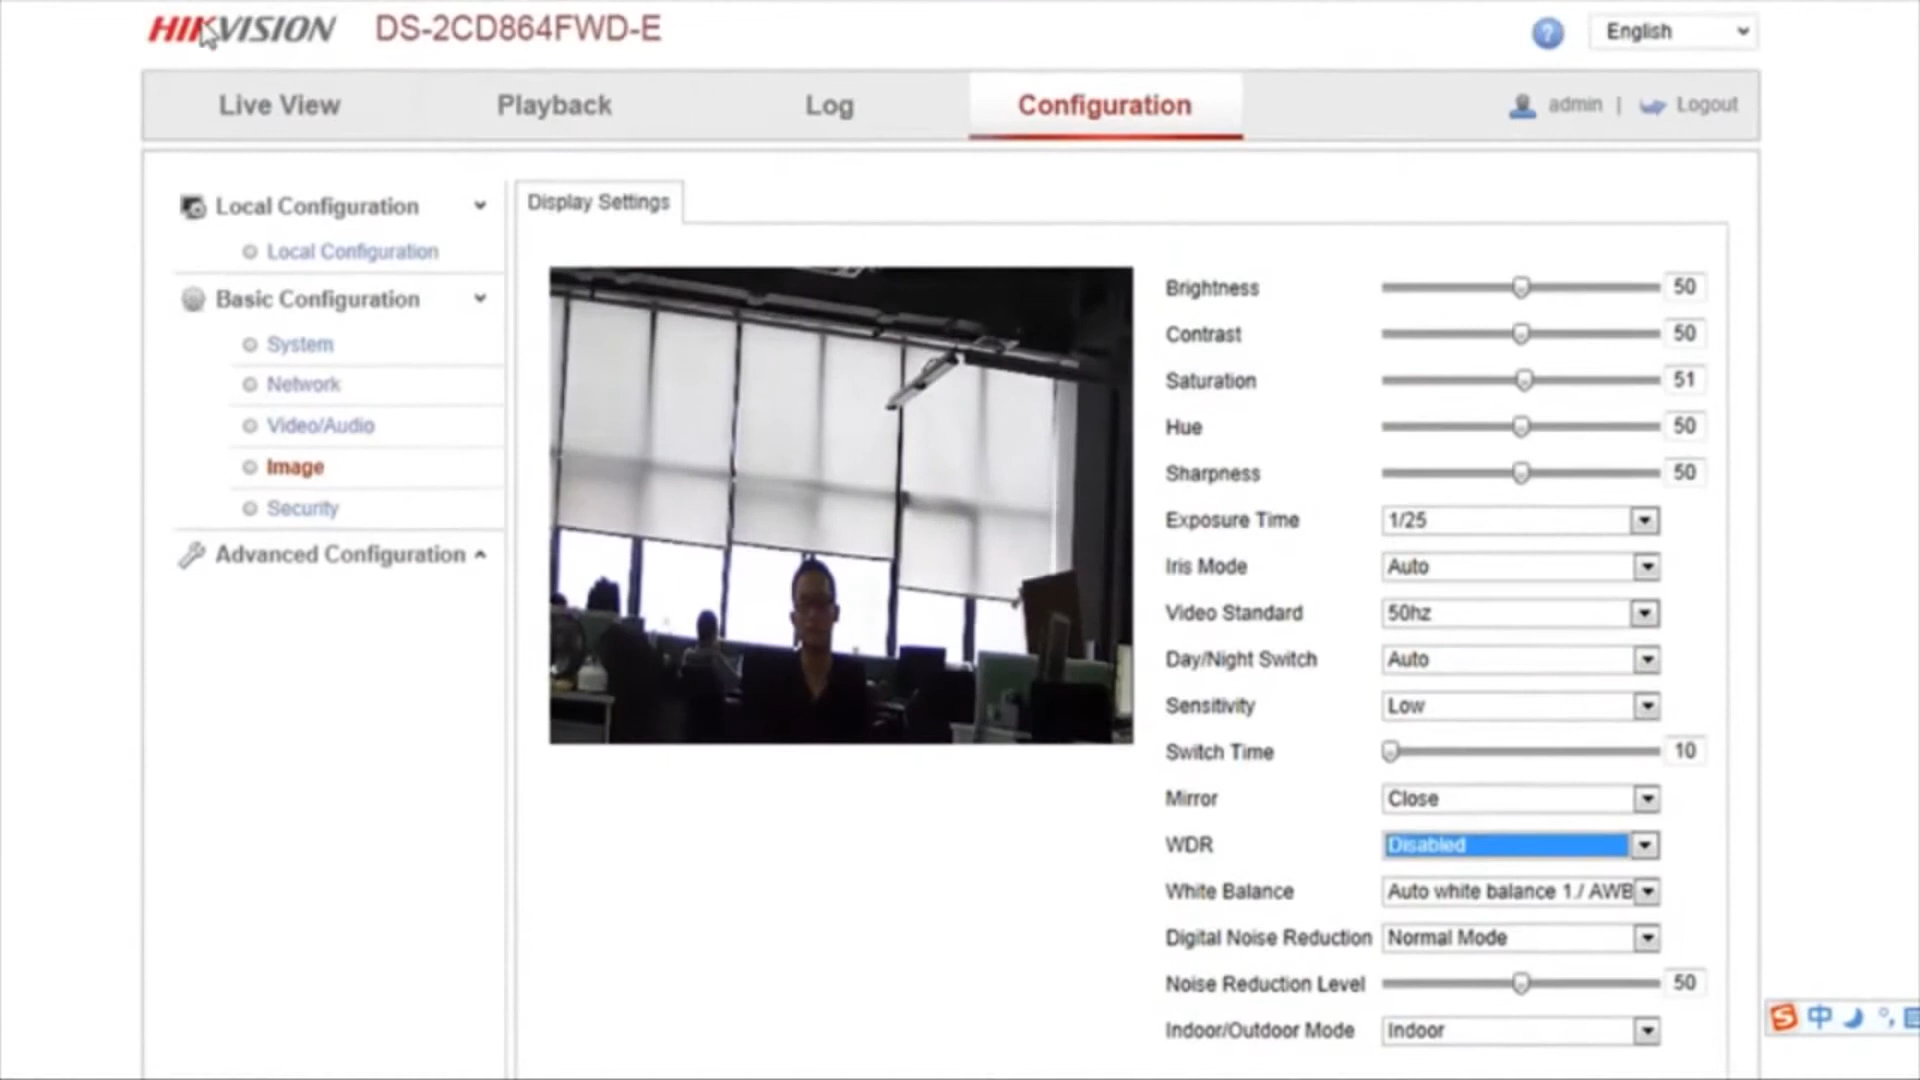 HIKVISION DS-2CD864FWD-E
English
Live View
Playback
Log
Configuration
admin | Logout
Local Configuration
Local Configuration
Basic Configuration
System
Network
Video/Audio
Image
Security
Advanced Configuration
Display Settings
Brightness 50
Contrast 50
Saturation 51
Hue 50
Sharpness 50
Exposure Time 1/25
Iris Mode Auto
Video Standard 50hz
Day/Night Switch Auto
Sensitivity Low
Switch Time 10
Mirror Close
WDR Disabled
White Balance Auto white balance 1./ AWB
Digital Noise Reduction Normal Mode
Noise Reduction Level 50
Indoor/Outdoor Mode Indoor
S 中